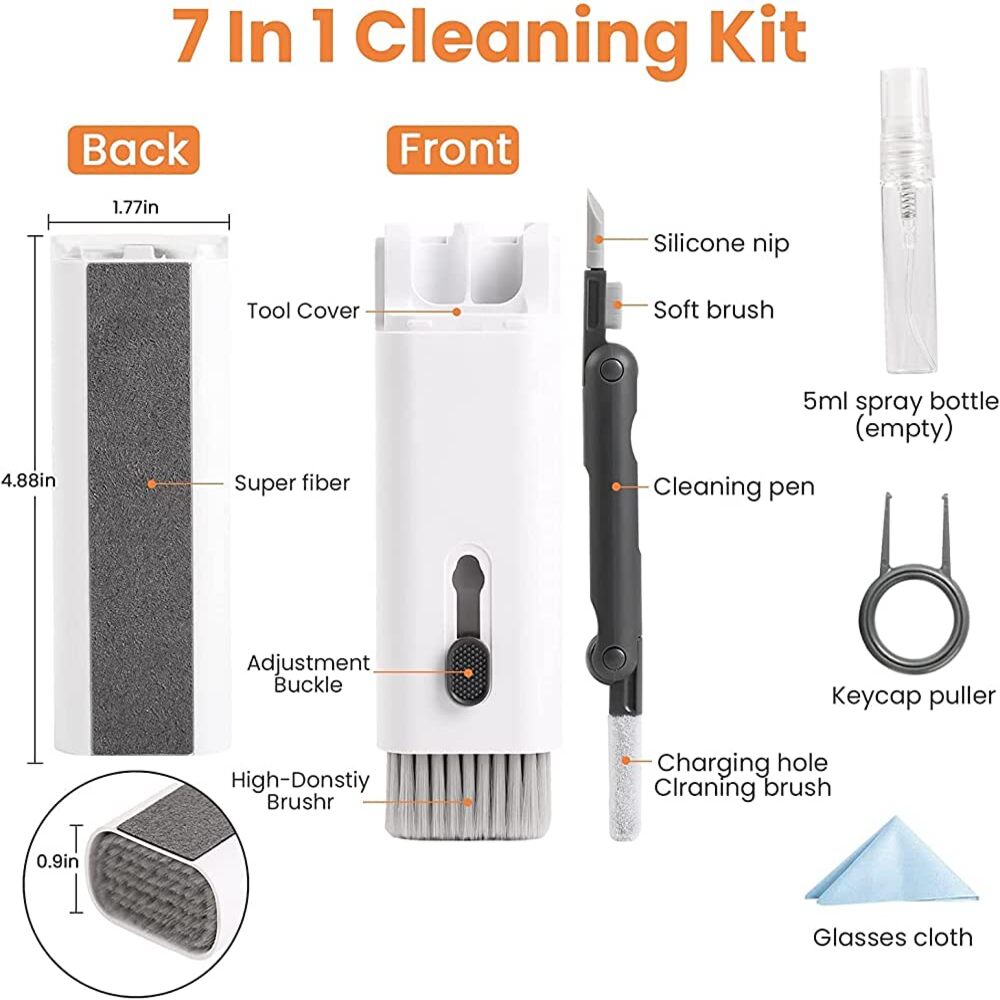 7 In 1 Cleaning Kit
Back
Front
1.77in
Silicone nip
Tool Cover
Soft brush
5ml spray bottle
(empty)
4.88in
Super fiber
Cleaning pen
Adjustment
Buckle
Keycap puller
High-Donstiy
Brushr
Charging hole
Clraning brush
0.9in
Glasses cloth